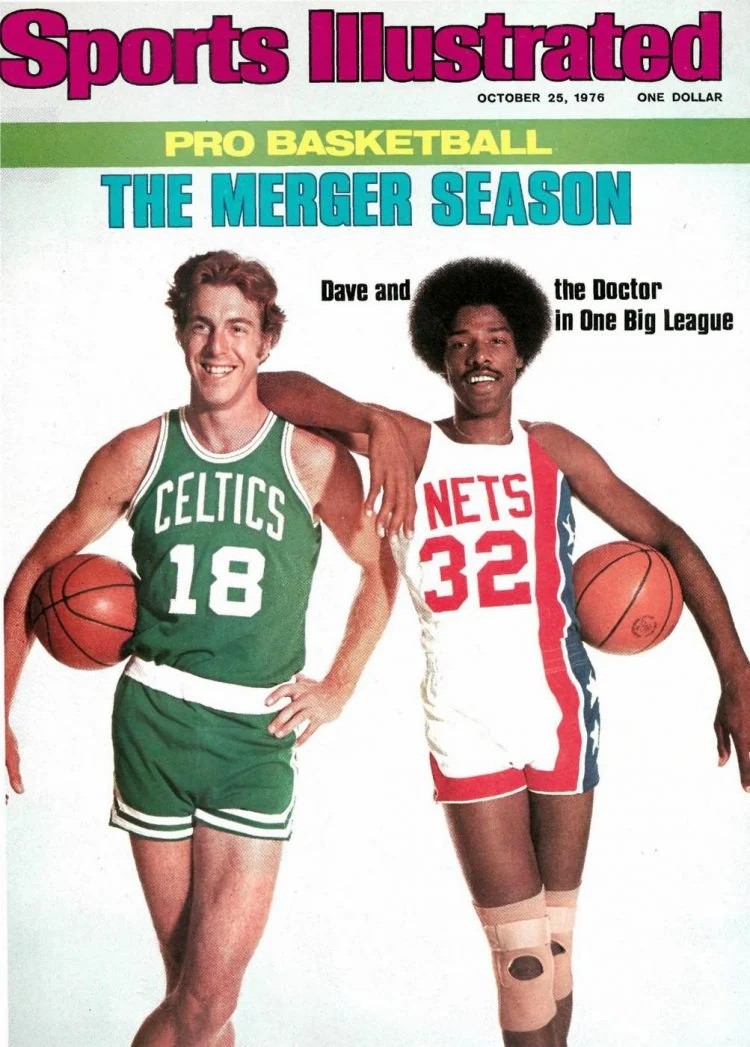 Sports Illustrated
OCTOBER 25, 1976 ONE DOLLAR
PRO BASKETBALL
THE MERGER SEASON
Dave and the Doctor
in One Big League
CELTICS
18
NETS
32